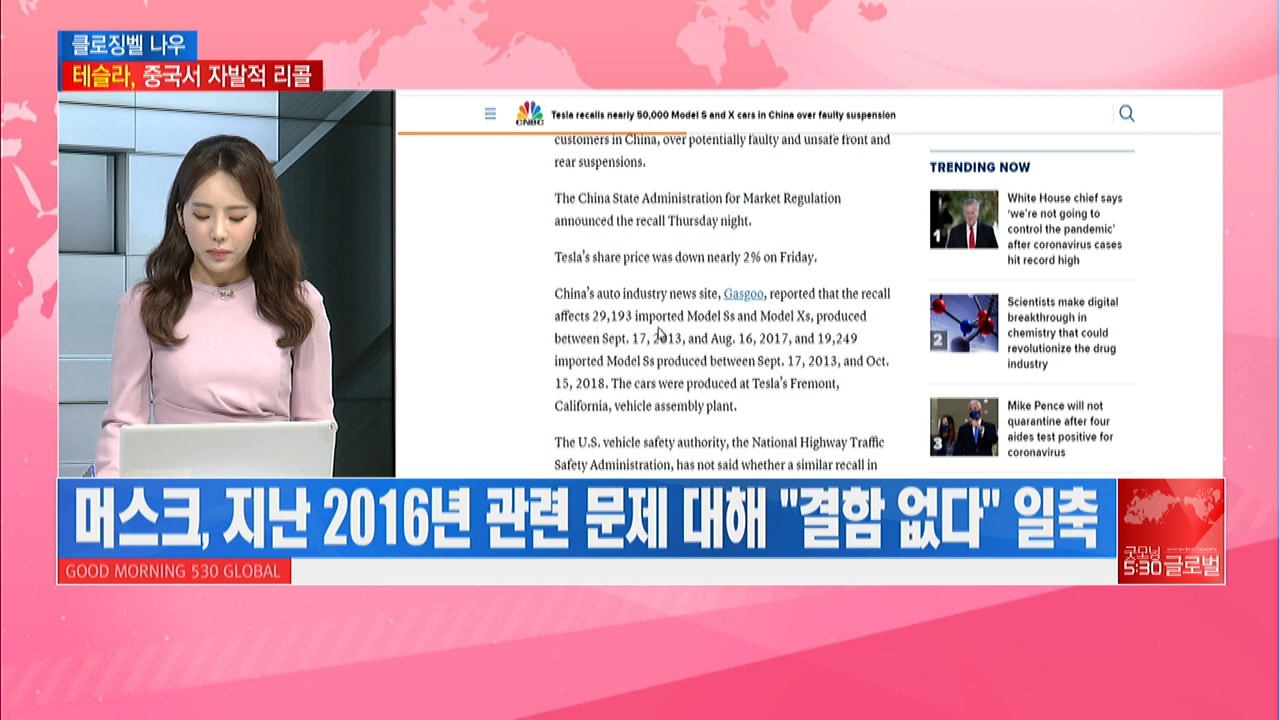 클로징벨 나우
테슬라, 중국서 자발적 리콜
CNBC
Tesla recalls nearly 50,000 Model S and X cars in China over faulty suspension
customers in China, over potentially faulty and unsafe front and
rear suspensions.
The China State Administration for Market Regulation
announced the recall Thursday night.
Tesla's share price was down nearly 2% on Friday.
China's auto industry news site, Gasgoo, reported that the recall
affects 29,193 imported Model Ss and Model Xs, produced
between Sept. 17, 2013, and Aug. 16, 2017, and 19,249
imported Model Ss produced between Sept. 17, 2013, and Oct.
15, 2018. The cars were produced at Tesla's Fremont,
California, vehicle assembly plant.
The U.S. vehicle safety authority, the National Highway Traffic
Safety Administration, has not said whether a similar recall in
TRENDING NOW
1
White House chief says
‘we're not going to
control the pandemic’
after coronavirus cases
hit record high
2
Scientists make digital
breakthrough in
chemistry that could
revolutionize the drug
industry
3
Mike Pence will not
quarantine after four
aides test positive for
coronavirus
머스크, 지난 2016년 관련 문제 대해 "결함 없다" 일축
GOOD MORNING 530 GLOBAL
굿모닝
5:30 글로벌